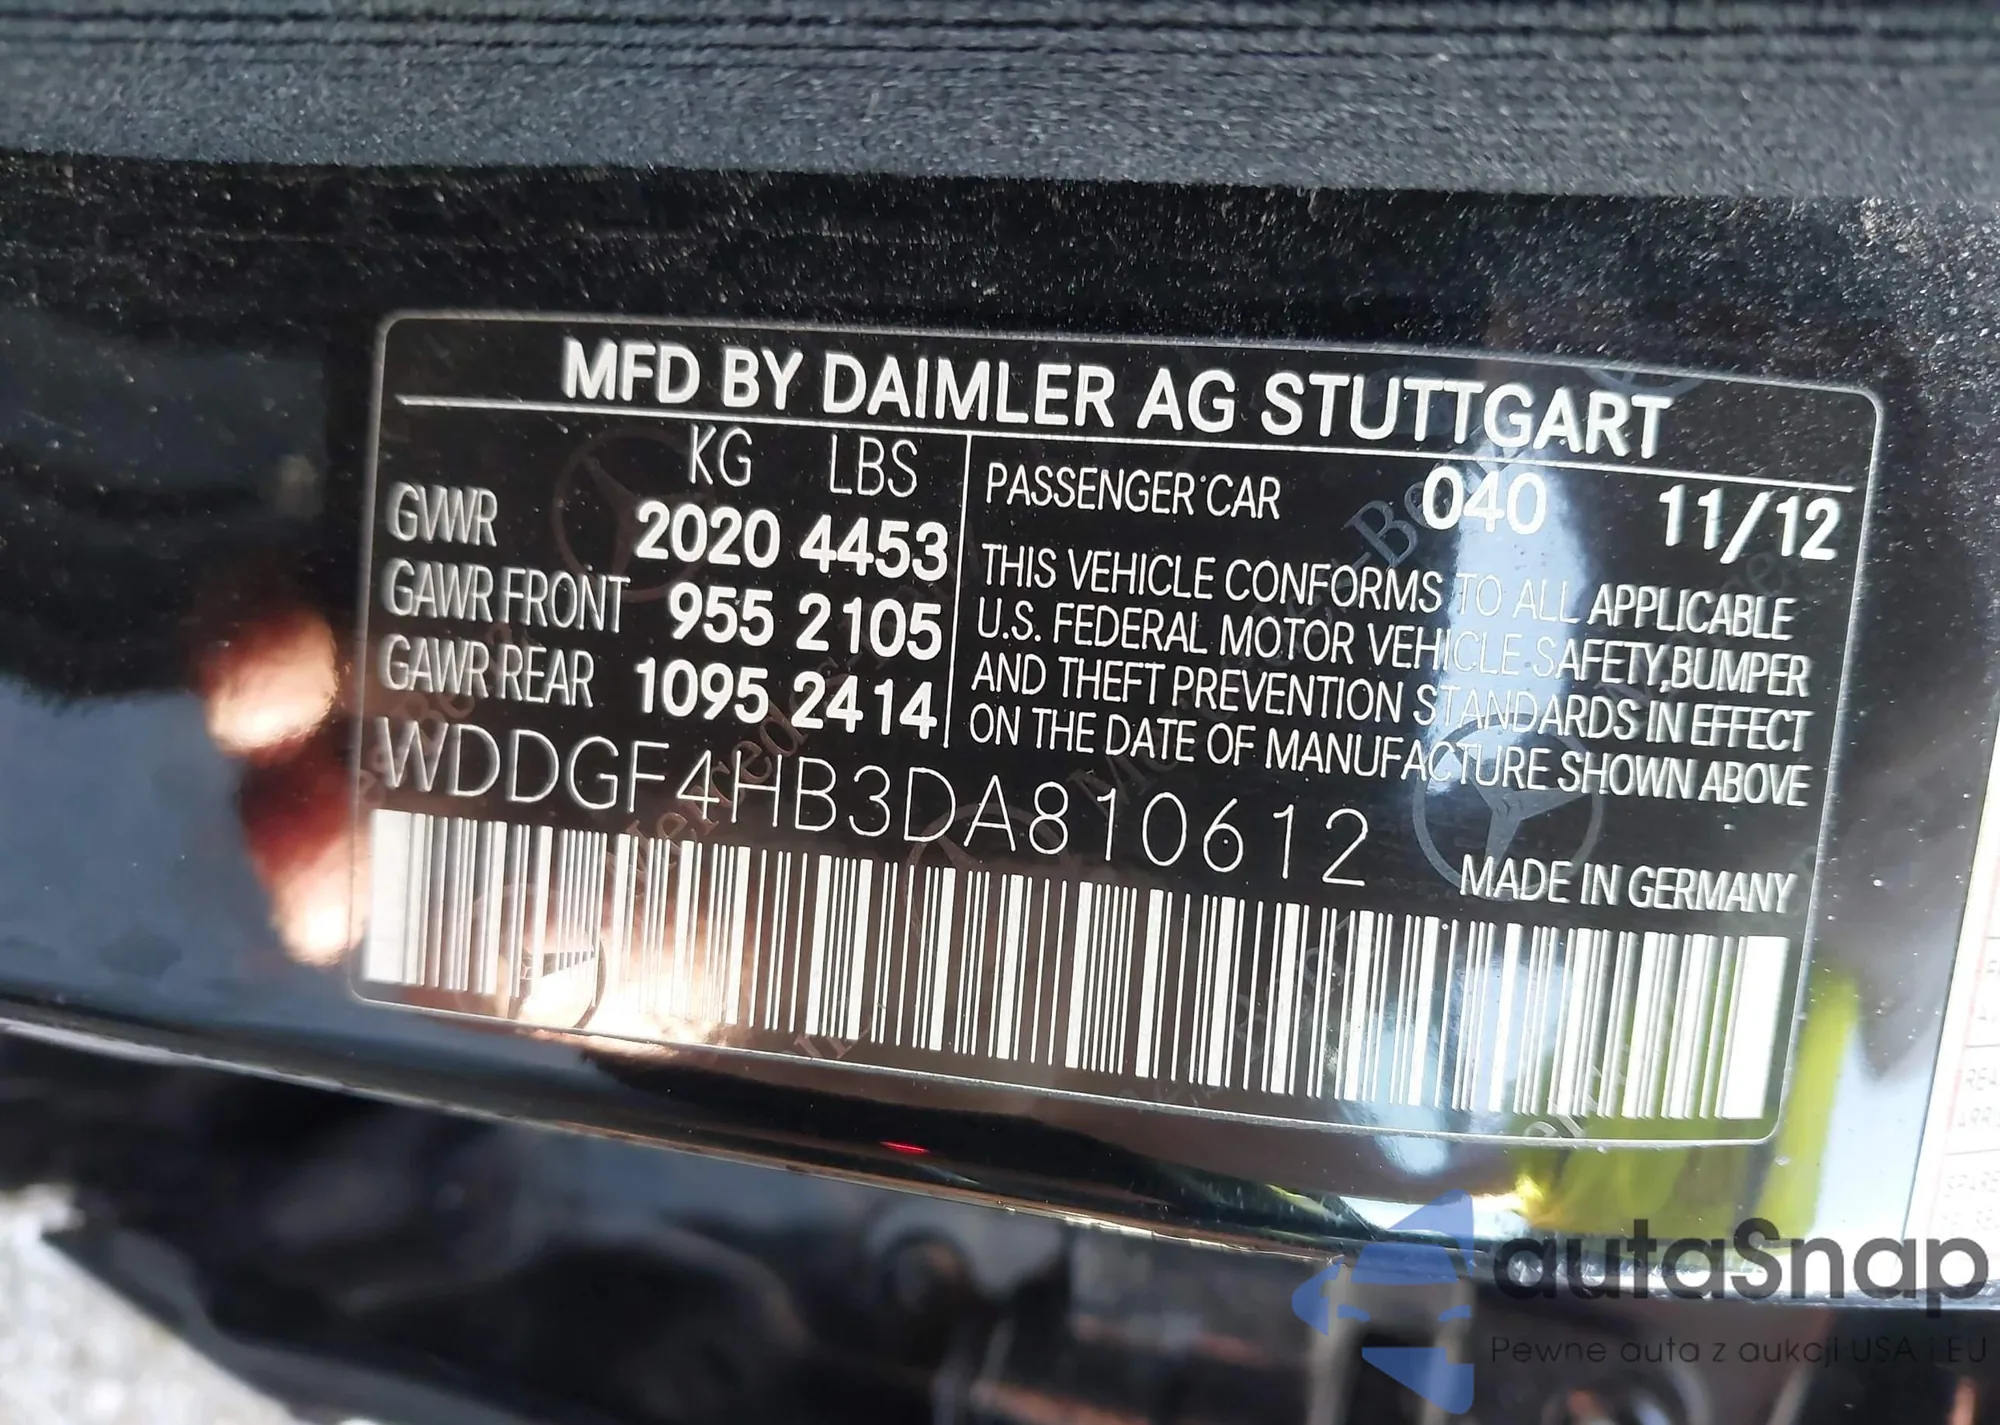 MFD BY DAIMLER AG STUTTGART
KG LBS
GVWR 2020 4453
GAWR FRONT 955 2105
GAWR REAR 1095 2414
PASSENGER CAR 040 11/12
THIS VEHICLE CONFORMS TO ALL APPLICABLE
U.S. FEDERAL MOTOR VEHICLE SAFETY, BUMPER
AND THEFT PREVENTION STANDARDS IN EFFECT
ON THE DATE OF MANUFACTURE SHOWN ABOVE
WDDGF4HB3DA810612
MADE IN GERMANY
autaSnap
Pewne auta z aukcji USA i EU